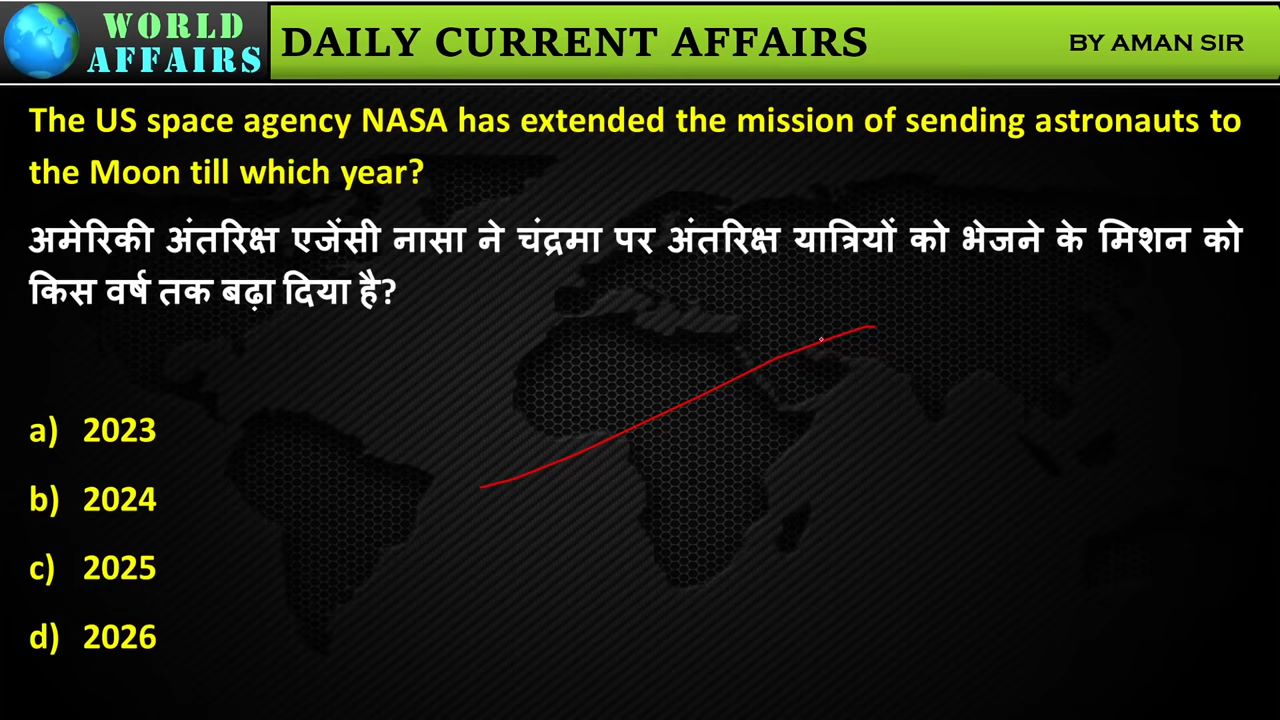 WORLD
AFFAIRS
DAILY CURRENT AFFAIRS
BY AMAN SIR
The US space agency NASA has extended the mission of sending astronauts to
the Moon till which year?
अमेरिकी अंतरिक्ष एजेंसी नासा ने चंद्रमा पर अंतरिक्ष यात्रियों को भेजने के मिशन को
किस वर्ष तक बढ़ा दिया है?
a) 2023
b) 2024
c) 2025
d) 2026